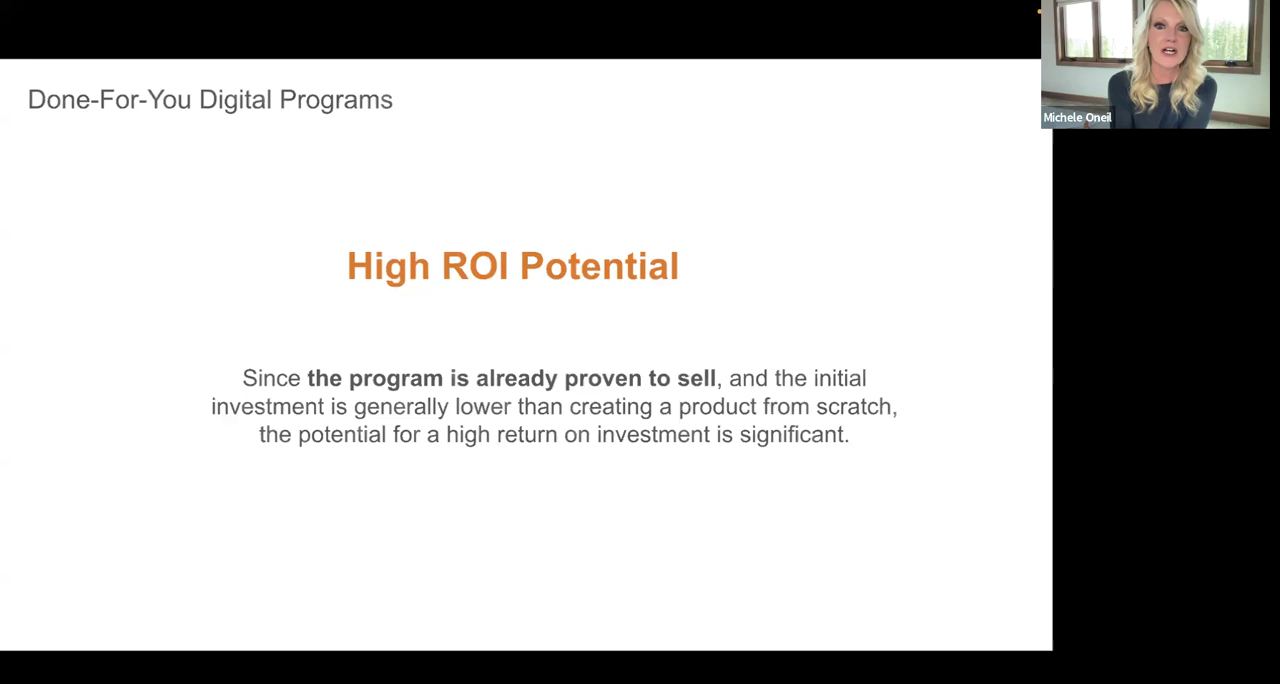 Done-For-You Digital Programs
Michele Oneil
High ROI Potential
Since the program is already proven to sell, and the initial
investment is generally lower than creating a product from scratch,
the potential for a high return on investment is significant.